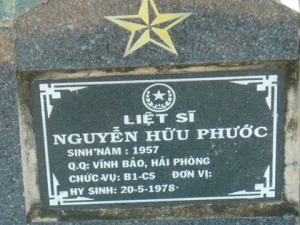 LIỆT SĨ
NGUYỄN HỮU PHƯỚC
SINH NĂM: 1957
Q.Q: VĨNH BẢO, HẢI PHÒNG
CHỨC VỤ: B1-CS ĐƠN VỊ:
HY SINH: 20-5-1978